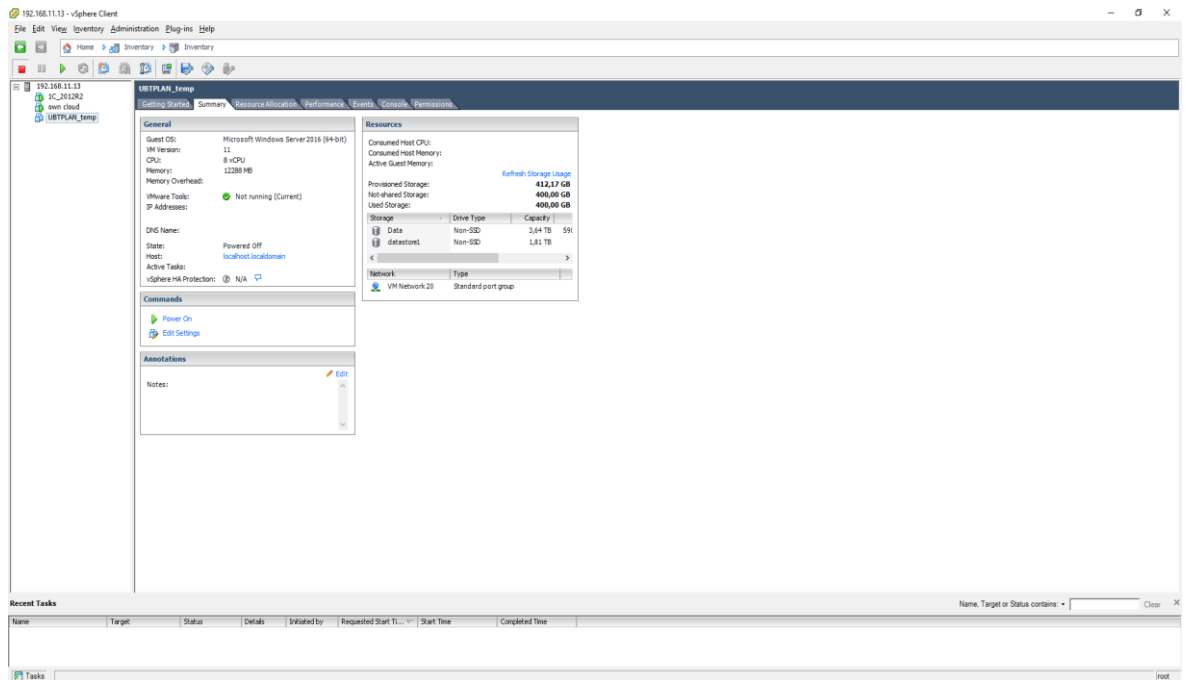 192.168.11.13 - vSphere Client
File Edit View Inventory Administration Plug-ins Help
Home Inventory Inventory
192.168.11.13
1C_2012R2
own cloud
UBTPLAN_temp
UBTPLAN_temp
Getting Started Summary Resource Allocation Performance Events Console Permissions
General
Guest OS: Microsoft Windows Server 2016 (64-bit)
VM Version: 11
CPU: 8 vCPU
Memory: 12288 MB
Memory Overhead:
VMware Tools: Not running (Current)
IP Addresses:
DNS Name:
State: Powered Off
Host: localhost.localdomain
Active Tasks:
vSphere HA Protection: N/A
Commands
Power On
Edit Settings
Annotations
Edit
Notes:
Resources
Consumed Host CPU:
Consumed Host Memory:
Active Guest Memory:
Refresh Storage Usage
Provisioned Storage: 412,17 GB
Not-shared Storage: 400,00 GB
Used Storage: 400,00 GB
Storage Drive Type Capacity
Data Non-SSD 3,64 TB
datastore1 Non-SSD 1,81 TB
Network Type
VM Network 20 Standard port group
Recent Tasks
Name, Target or Status contains: Clear
Name Target Status Details Initiated by Requested Start Ti... Start Time Completed Time
Tasks root